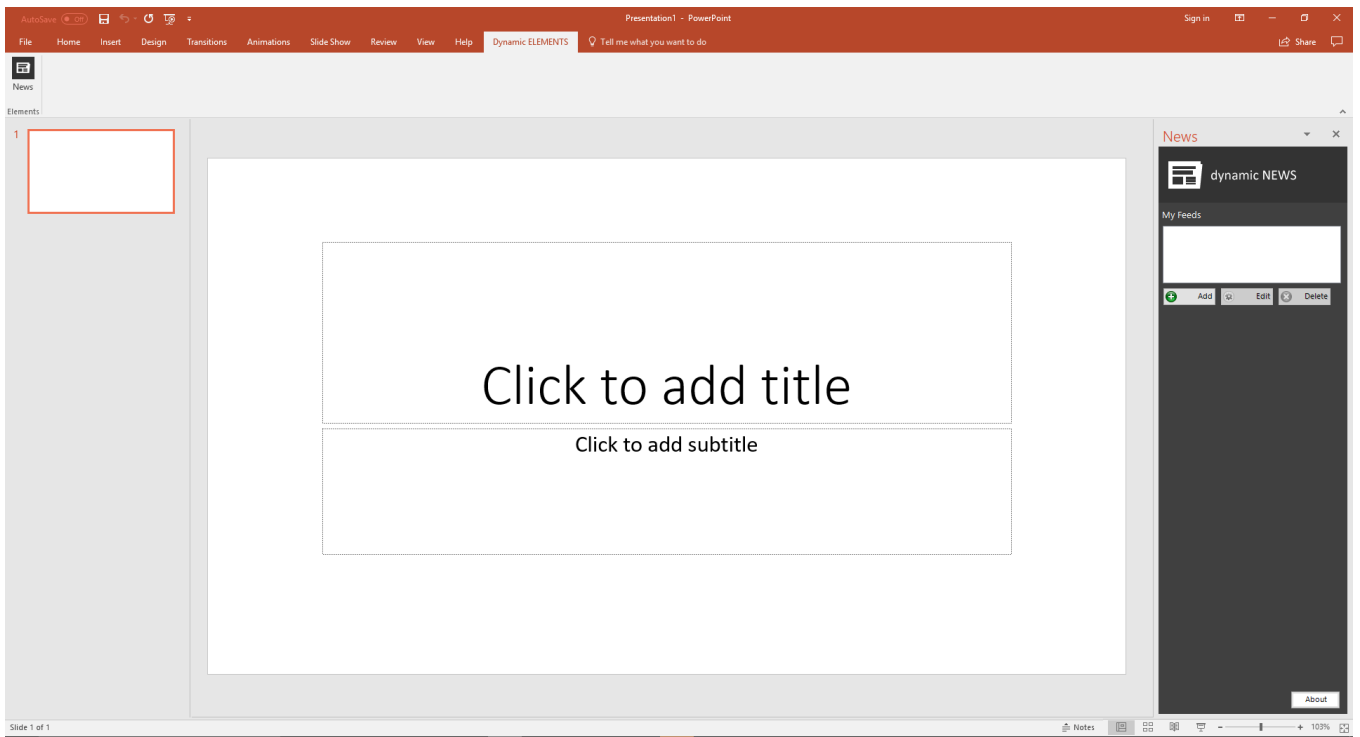 AutoSave Off
Presentation1 - PowerPoint
Sign in
File Home Insert Design Transitions Animations Slide Show Review View Help Dynamic ELEMENTS Tell me what you want to do
Share
News
Elements
1
Click to add title
Click to add subtitle
News
dynamic NEWS
My Feeds
Add Edit Delete
About
Slide 1 of 1
Notes
103%